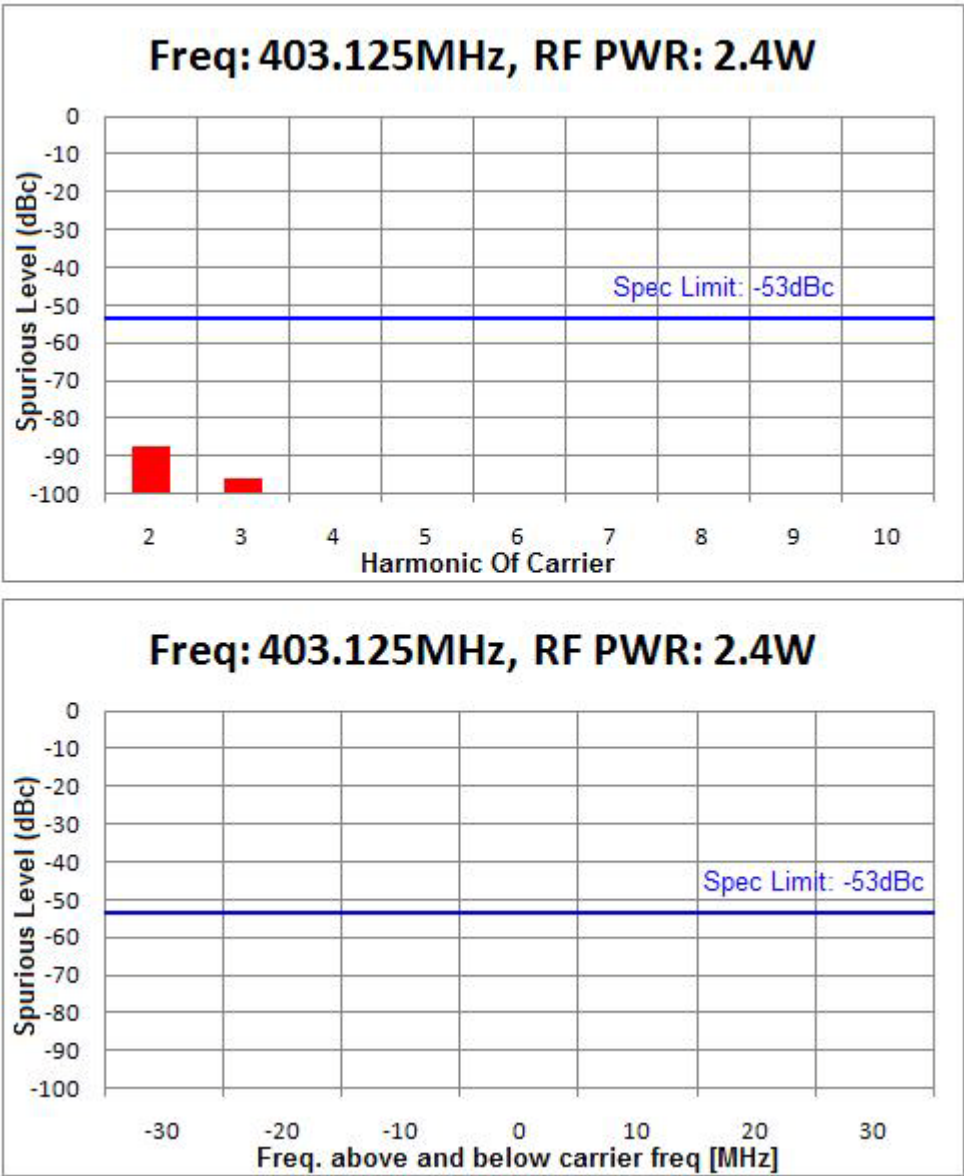 Freq: 403.125MHz, RF PWR: 2.4W
Spurious Level (dBc)
0
-10
-20
-30
-40
-50
-60
-70
-80
-90
-100
Spec Limit: -53dBc
2 3 4 5 6 7 8 9 10
Harmonic Of Carrier
Freq: 403.125MHz, RF PWR: 2.4W
Spurious Level (dBc)
0
-10
-20
-30
-40
-50
-60
-70
-80
-90
-100
Spec Limit: -53dBc
-30 -20 -10 0 10 20 30
Freq. above and below carrier freq [MHz]